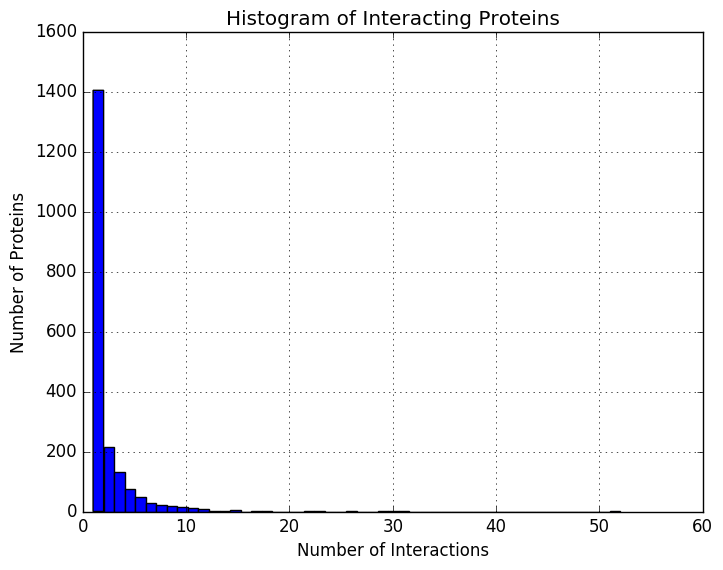 Histogram of Interacting Proteins
1600
1400
1200
1000
800
600
400
200
0
Number of Proteins
0 10 20 30 40 50 60
Number of Interactions